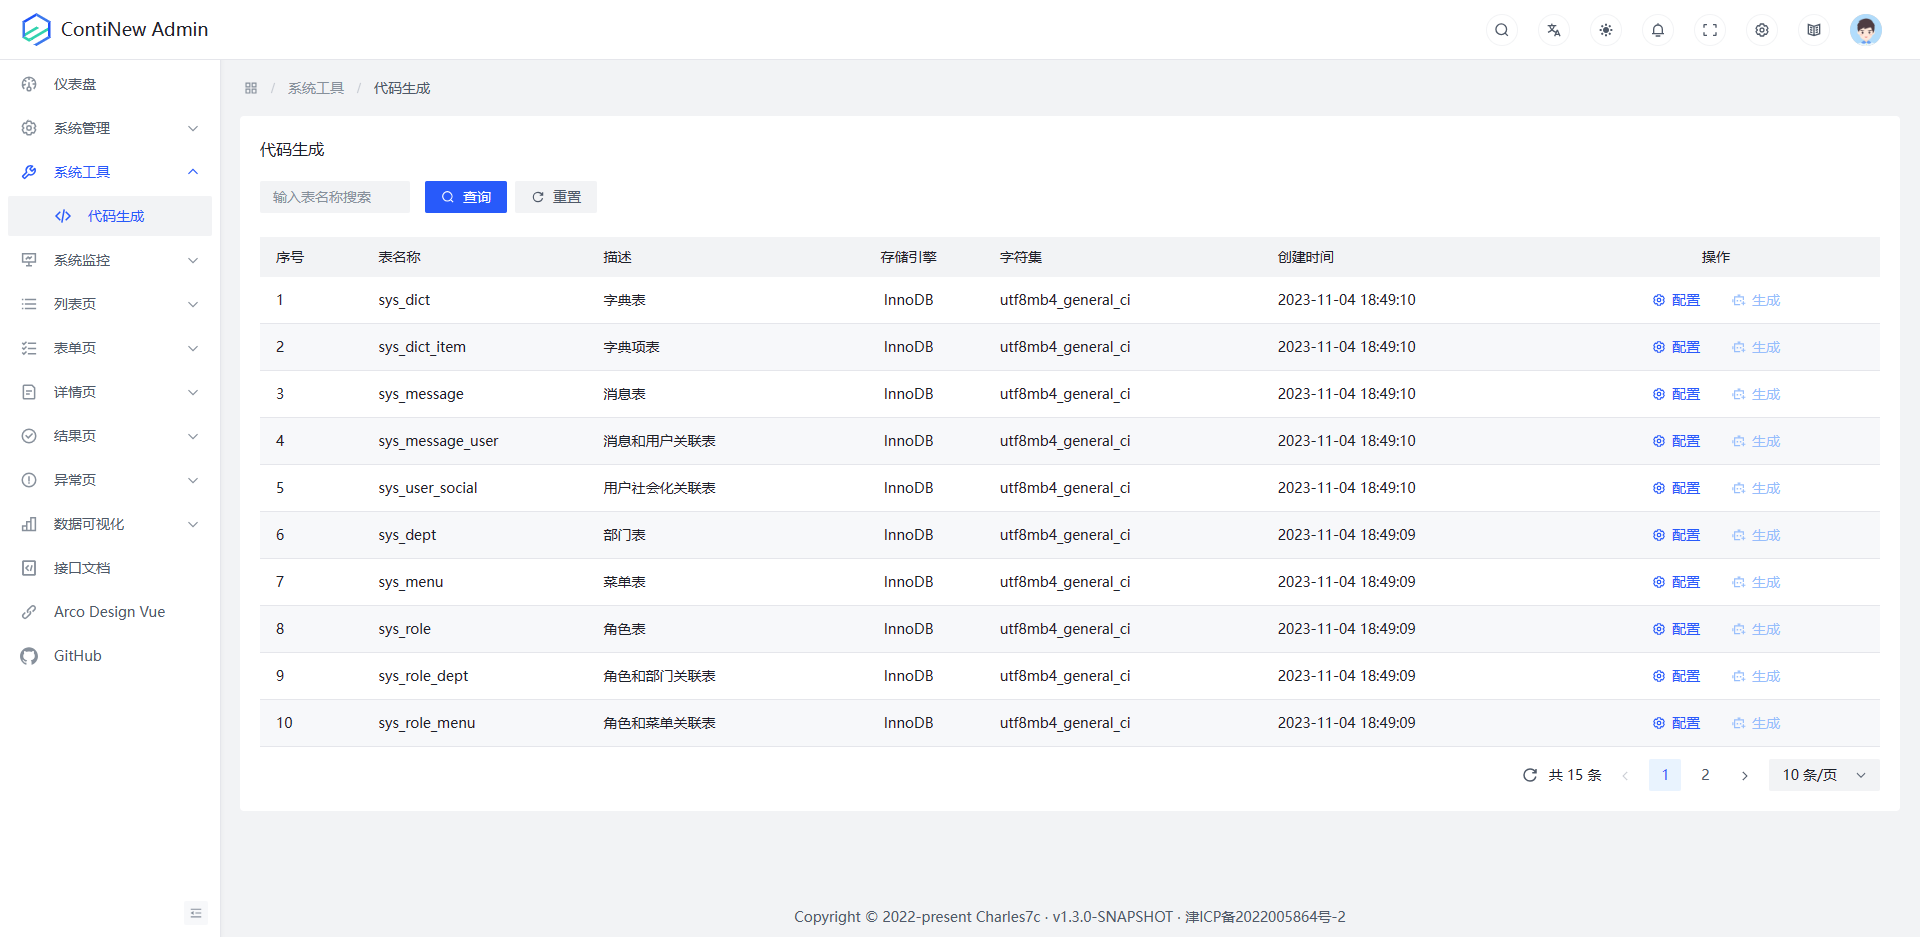 ContiNew Admin
仪表盘
系统管理
系统工具
代码生成
系统监控
列表页
表单页
详情页
结果页
异常页
数据可视化
接口文档
Arco Design Vue
GitHub
/ 系统工具 / 代码生成
代码生成
输入表名称搜索 查询 重置
序号 表名称 描述 存储引擎 字符集 创建时间 操作
1 sys_dict 字典表 InnoDB utf8mb4_general_ci 2023-11-04 18:49:10 配置 生成
2 sys_dict_item 字典项表 InnoDB utf8mb4_general_ci 2023-11-04 18:49:10 配置 生成
3 sys_message 消息表 InnoDB utf8mb4_general_ci 2023-11-04 18:49:10 配置 生成
4 sys_message_user 消息和用户关联表 InnoDB utf8mb4_general_ci 2023-11-04 18:49:10 配置 生成
5 sys_user_social 用户社会化关联表 InnoDB utf8mb4_general_ci 2023-11-04 18:49:10 配置 生成
6 sys_dept 部门表 InnoDB utf8mb4_general_ci 2023-11-04 18:49:09 配置 生成
7 sys_menu 菜单表 InnoDB utf8mb4_general_ci 2023-11-04 18:49:09 配置 生成
8 sys_role 角色表 InnoDB utf8mb4_general_ci 2023-11-04 18:49:09 配置 生成
9 sys_role_dept 角色和部门关联表 InnoDB utf8mb4_general_ci 2023-11-04 18:49:09 配置 生成
10 sys_role_menu 角色和菜单关联表 InnoDB utf8mb4_general_ci 2023-11-04 18:49:09 配置 生成
共 15 条 1 2 10 条/页
Copyright © 2022-present Charles7c · v1.3.0-SNAPSHOT · 津ICP备2022005864号-2